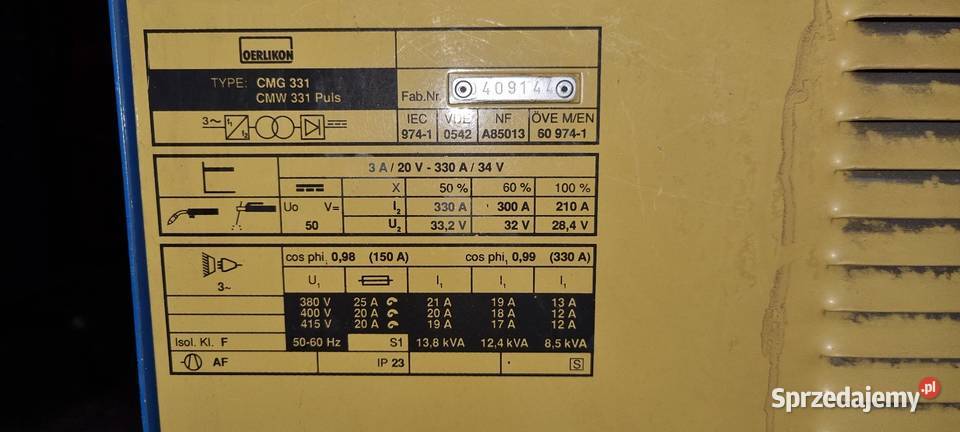 OERLIKON
TYPE: CMG 331
CMW 331 Puls
Fab.Nr. 409144
3~ f₁ f₂
IEC VDE NF ÖVE M/EN
974-1 0542 A85013 60 974-1
3 A / 20 V - 330 A / 34 V
X 50 % 60 % 100 %
Uo V= I₂ 330 A 300 A 210 A
50 U₂ 33,2 V 32 V 28,4 V
cos phi₁ 0,98 (150 A) cos phi₁ 0,99 (330 A)
3~ U₁ I₁ I₁ I₁
380 V 25 A 21 A 19 A 13 A
400 V 20 A 20 A 18 A 12 A
415 V 20 A 19 A 17 A 12 A
Isol. Kl. F 50-60 Hz S1 13,8 kVA 12,4 kVA 8,5 kVA
AF IP 23 S
Sprzedajemy.pl